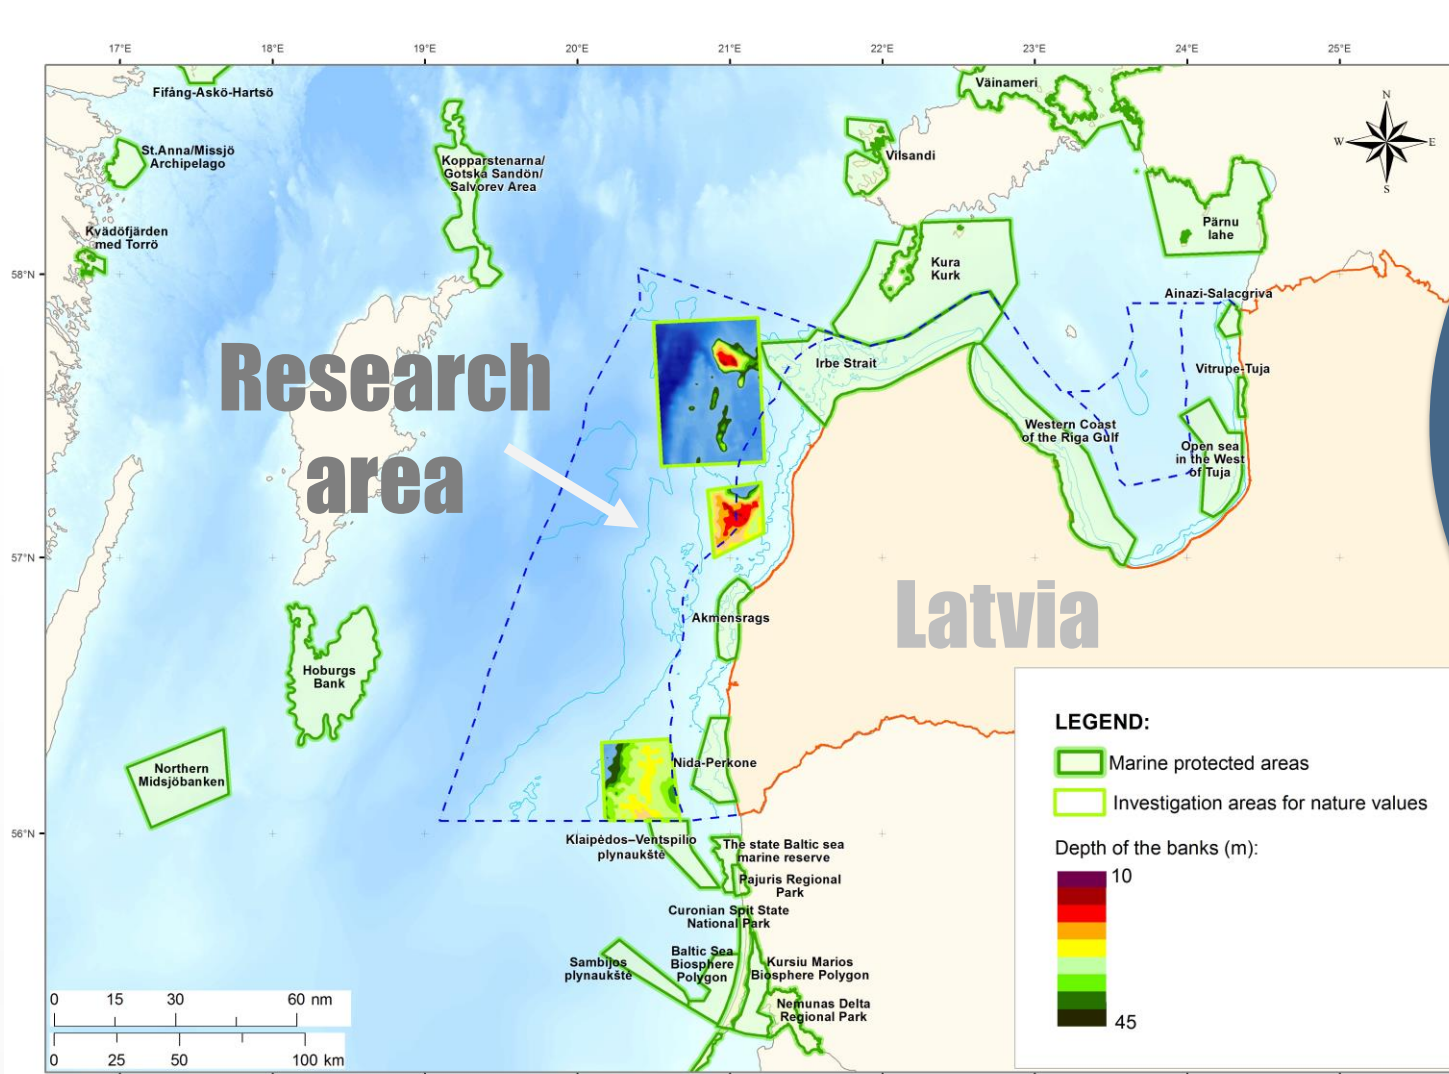 17°E
18°E
19°E
20°E
21°E
22°E
23°E
24°E
25°E
Fifång-Askö-Hartsö
St.Anna/Missjö
Archipelago
Kvädöfjärden
med Torrö
Kopparstenarna/
Gotska Sandön/
Salvorev Area
Väinameri
Vilsandi
N
W
E
S
Pärnu
lahe
Kura
Kurk
58°N
Ainazi-Salacgriva
Irbe Strait
Vitrupe-Tuja
Research
area
Western Coast
of the Riga Gulf
Open sea
in the West
of Tuja
57°N
Latvia
Akmensrags
Hoburgs
Bank
Northern
Midsjöbanken
Nida-Perkone
56°N
Klaipėdos–Ventspilio
plynaukštė
The state Baltic sea
marine reserve
Pajuris Regional
Park
Curonian Spit State
National Park
Sambijos
plynaukštė
Baltic Sea
Biosphere
Polygon
Kursiu Marios
Biosphere Polygon
Nemunas Delta
Regional Park
LEGEND:
Marine protected areas
Investigation areas for nature values
Depth of the banks (m):
10
45
0 15 30 60 nm
0 25 50 100 km